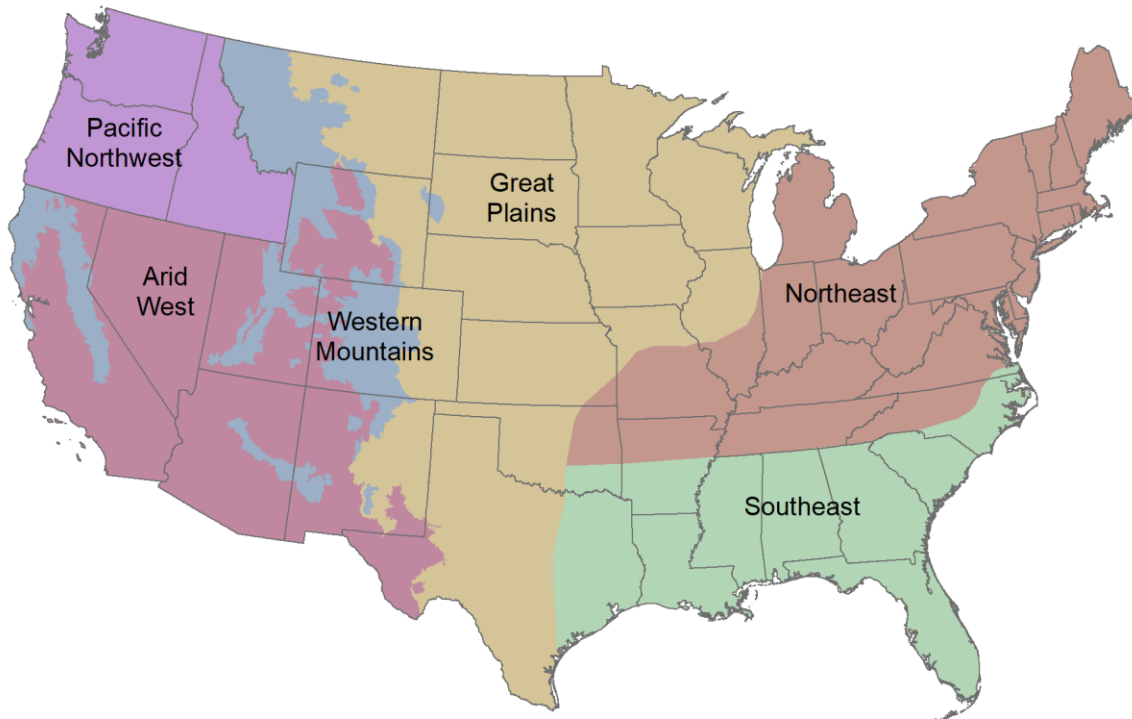 Pacific
Northwest
Great
Plains
Arid
West
Northeast
Western
Mountains
Southeast